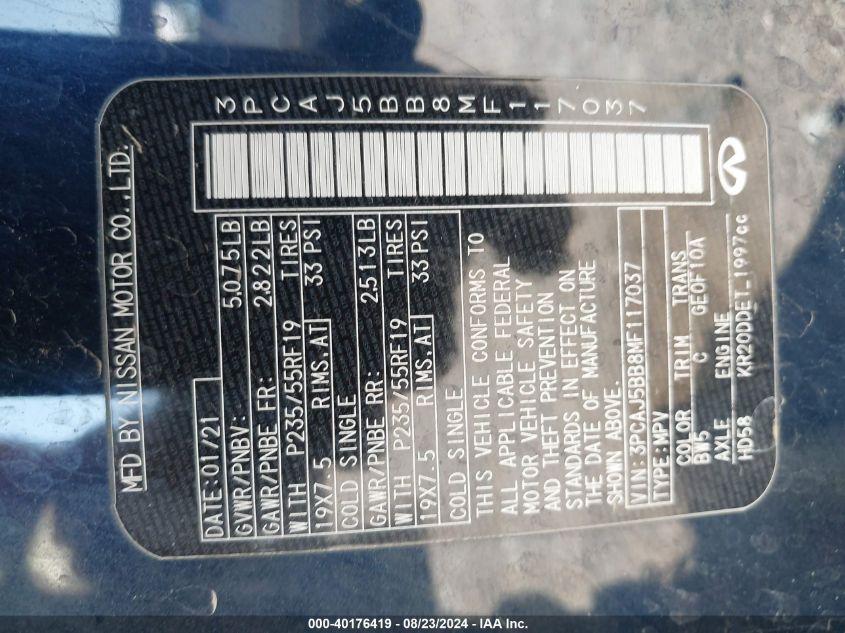 3PCAJ5BB8MF117037
MFD BY NISSAN MOTOR CO.,LTD.
DATE:01/21
GVWR/PNBV: 5.075LB
GAWR/PNBE FR: 2.822LB
WITH P235/55RF19 TIRES
19X7.5 RIMS.AT 33 PSI
COLD SINGLE
GAWR/PNBE RR: 2.513LB
WITH P235/55RF19 TIRES
19X7.5 RIMS.AT 33 PSI
COLD SINGLE
THIS VEHICLE CONFORMS TO
ALL APPLICABLE FEDERAL
MOTOR VEHICLE SAFETY
AND THEFT PREVENTION
STANDARDS IN EFFECT ON
THE DATE OF MANUFACTURE
SHOWN ABOVE.
VIN:3PCAJ5BB8MF117037
TYPE:MPV
COLOR TRIM TRANS
BW5 C GE0F10A
AXLE ENGINE
HD58 KR20DDET_1997cc
000-40176419 - 08/23/2024 - IAA Inc.